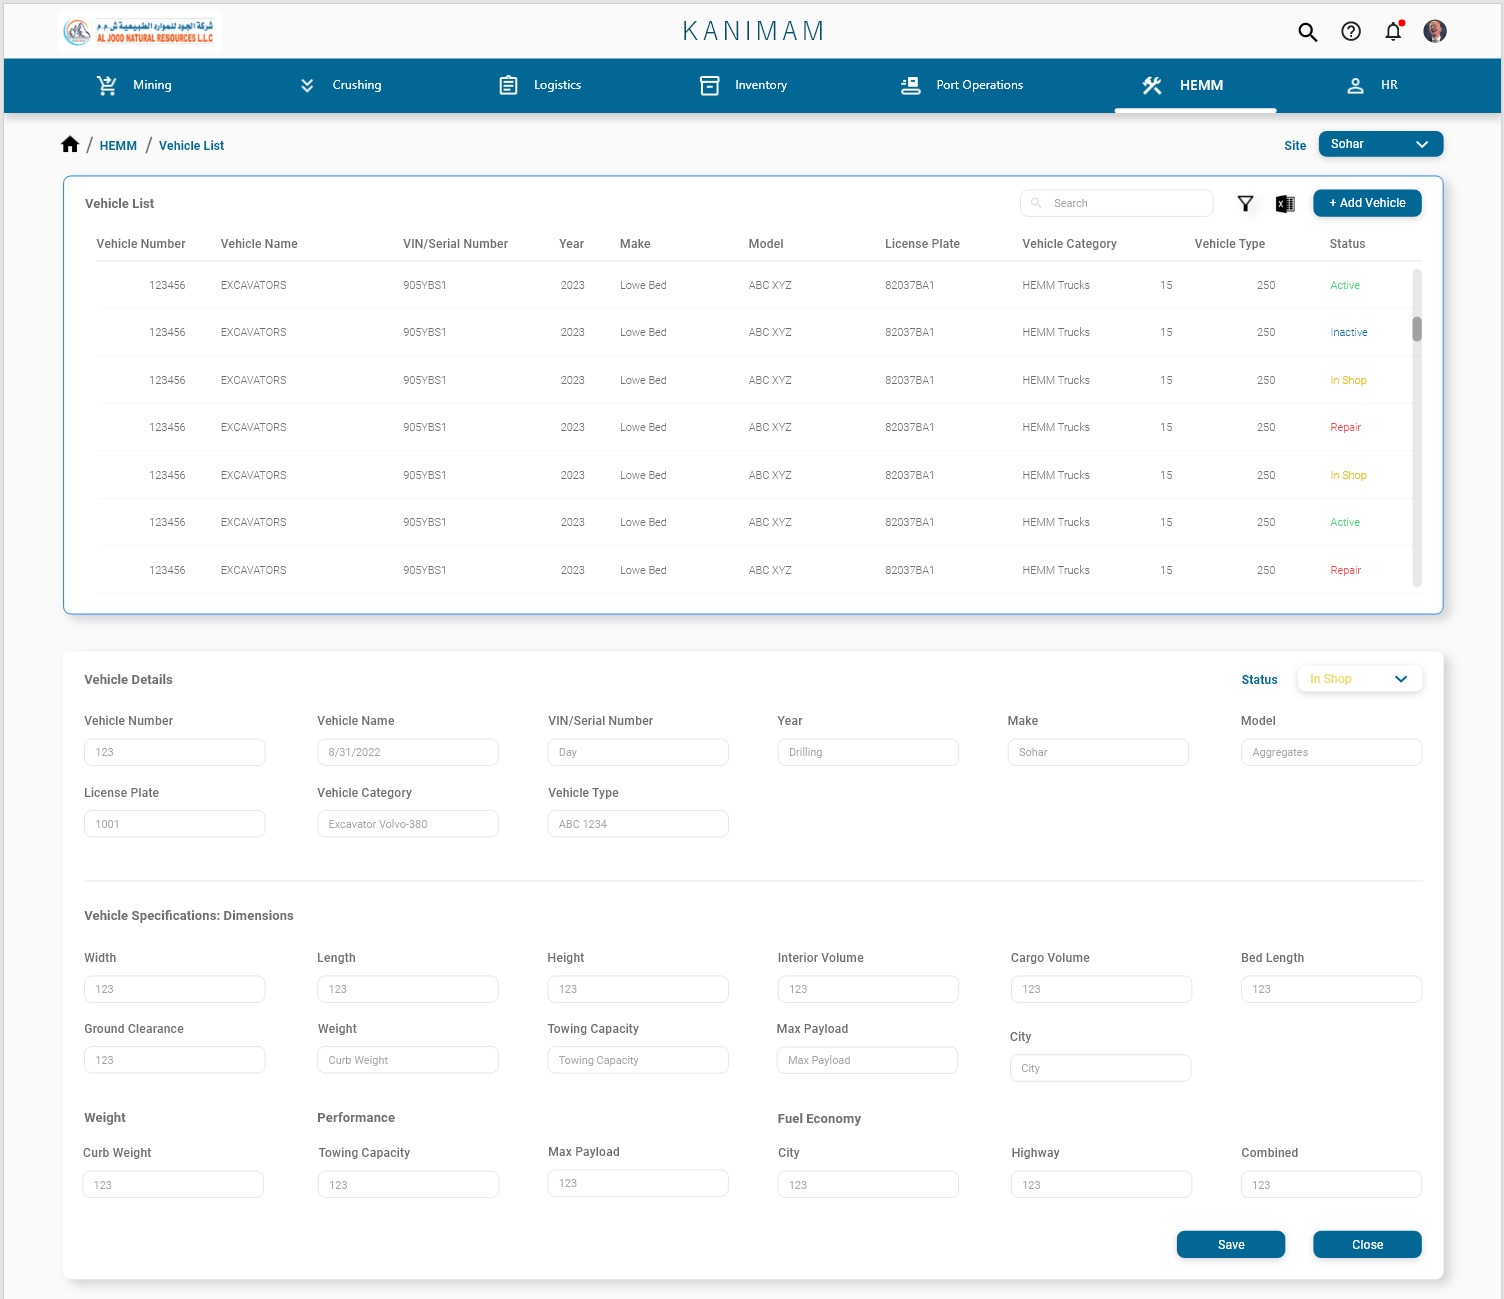 شركة الجود للموارد الطبيعية ش.م.م
AL JOOD NATURAL RESOURCES L.L.C
KANIMAM
Mining Crushing Logistics Inventory Port Operations HEMM HR
/ HEMM / Vehicle List
Site Sohar
Vehicle List Search + Add Vehicle
Vehicle Number Vehicle Name VIN/Serial Number Year Make Model License Plate Vehicle Category Vehicle Type Status
123456 EXCAVATORS 905YBS1 2023 Lowe Bed ABC XYZ 82037BA1 HEMM Trucks 15 250 Active
123456 EXCAVATORS 905YBS1 2023 Lowe Bed ABC XYZ 82037BA1 HEMM Trucks 15 250 Inactive
123456 EXCAVATORS 905YBS1 2023 Lowe Bed ABC XYZ 82037BA1 HEMM Trucks 15 250 In Shop
123456 EXCAVATORS 905YBS1 2023 Lowe Bed ABC XYZ 82037BA1 HEMM Trucks 15 250 Repair
123456 EXCAVATORS 905YBS1 2023 Lowe Bed ABC XYZ 82037BA1 HEMM Trucks 15 250 In Shop
123456 EXCAVATORS 905YBS1 2023 Lowe Bed ABC XYZ 82037BA1 HEMM Trucks 15 250 Active
123456 EXCAVATORS 905YBS1 2023 Lowe Bed ABC XYZ 82037BA1 HEMM Trucks 15 250 Repair
Vehicle Details Status In Shop
Vehicle Number Vehicle Name VIN/Serial Number Year Make Model
123 8/31/2022 Day Drilling Sohar Aggregates
License Plate Vehicle Category Vehicle Type
1001 Excavator Volvo-380 ABC 1234
Vehicle Specifications: Dimensions
Width Length Height Interior Volume Cargo Volume Bed Length
123 123 123 123 123 123
Ground Clearance Weight Towing Capacity Max Payload City
123 Curb Weight Towing Capacity Max Payload City
Weight Performance Fuel Economy
Curb Weight Towing Capacity Max Payload City Highway Combined
123 123 123 123 123 123
Save Close